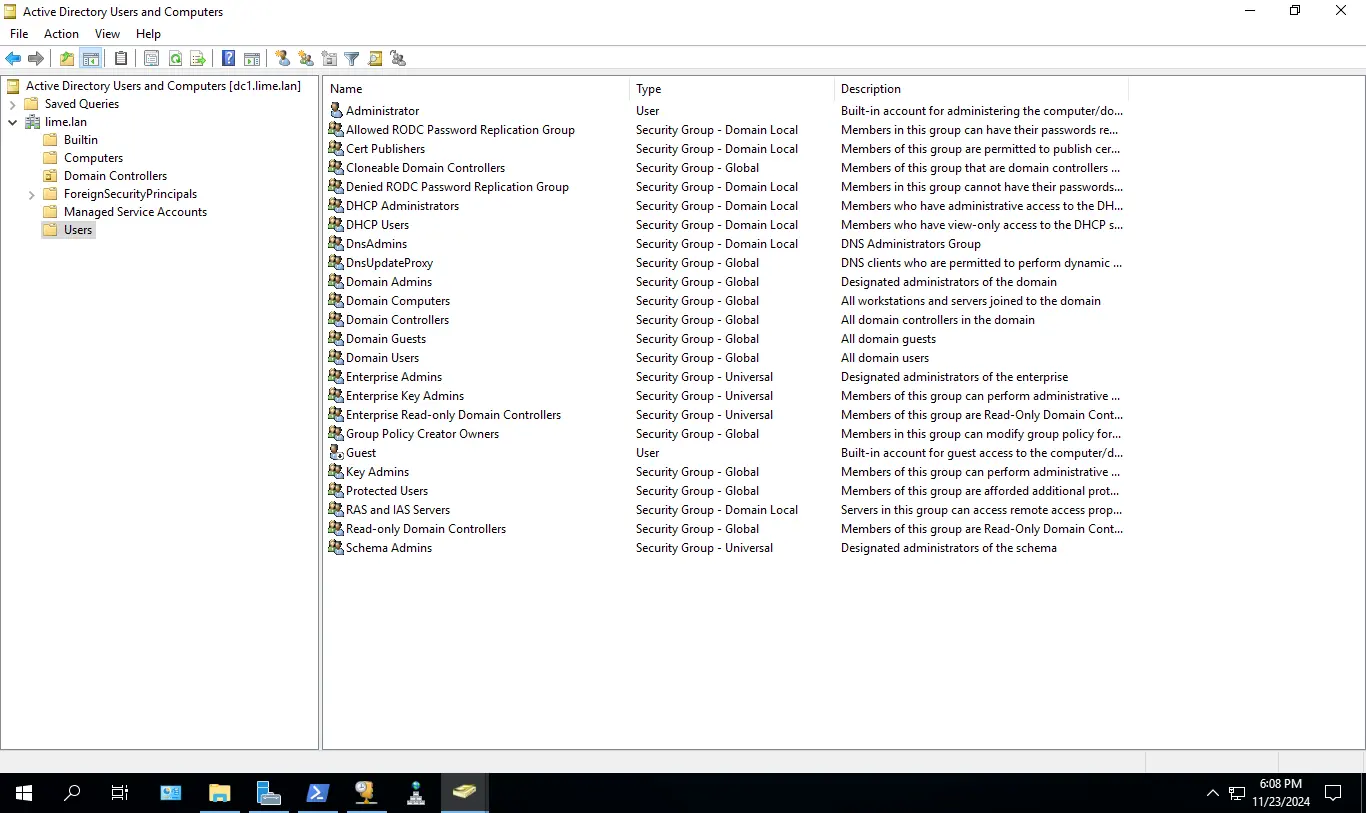 Active Directory Users and Computers
File Action View Help
Active Directory Users and Computers [dc1.lime.lan]
Saved Queries
lime.lan
Builtin
Computers
Domain Controllers
ForeignSecurityPrincipals
Managed Service Accounts
Users
Name Type Description
Administrator User Built-in account for administering the computer/do...
Allowed RODC Password Replication Group Security Group - Domain Local Members in this group can have their passwords re...
Cert Publishers Security Group - Domain Local Members of this group are permitted to publish cer...
Cloneable Domain Controllers Security Group - Global Members of this group that are domain controllers ...
Denied RODC Password Replication Group Security Group - Domain Local Members in this group cannot have their passwords...
DHCP Administrators Security Group - Domain Local Members who have administrative access to the DH...
DHCP Users Security Group - Domain Local Members who have view-only access to the DHCP s...
DnsAdmins Security Group - Domain Local DNS Administrators Group
DnsUpdateProxy Security Group - Global DNS clients who are permitted to perform dynamic ...
Domain Admins Security Group - Global Designated administrators of the domain
Domain Computers Security Group - Global All workstations and servers joined to the domain
Domain Controllers Security Group - Global All domain controllers in the domain
Domain Guests Security Group - Global All domain guests
Domain Users Security Group - Global All domain users
Enterprise Admins Security Group - Universal Designated administrators of the enterprise
Enterprise Key Admins Security Group - Universal Members of this group can perform administrative ...
Enterprise Read-only Domain Controllers Security Group - Universal Members of this group are Read-Only Domain Cont...
Group Policy Creator Owners Security Group - Global Members in this group can modify group policy for...
Guest User Built-in account for guest access to the computer/d...
Key Admins Security Group - Global Members of this group can perform administrative ...
Protected Users Security Group - Global Members of this group are afforded additional prot...
RAS and IAS Servers Security Group - Domain Local Servers in this group can access remote access prop...
Read-only Domain Controllers Security Group - Global Members of this group are Read-Only Domain Cont...
Schema Admins Security Group - Universal Designated administrators of the schema
6:08 PM
11/23/2024